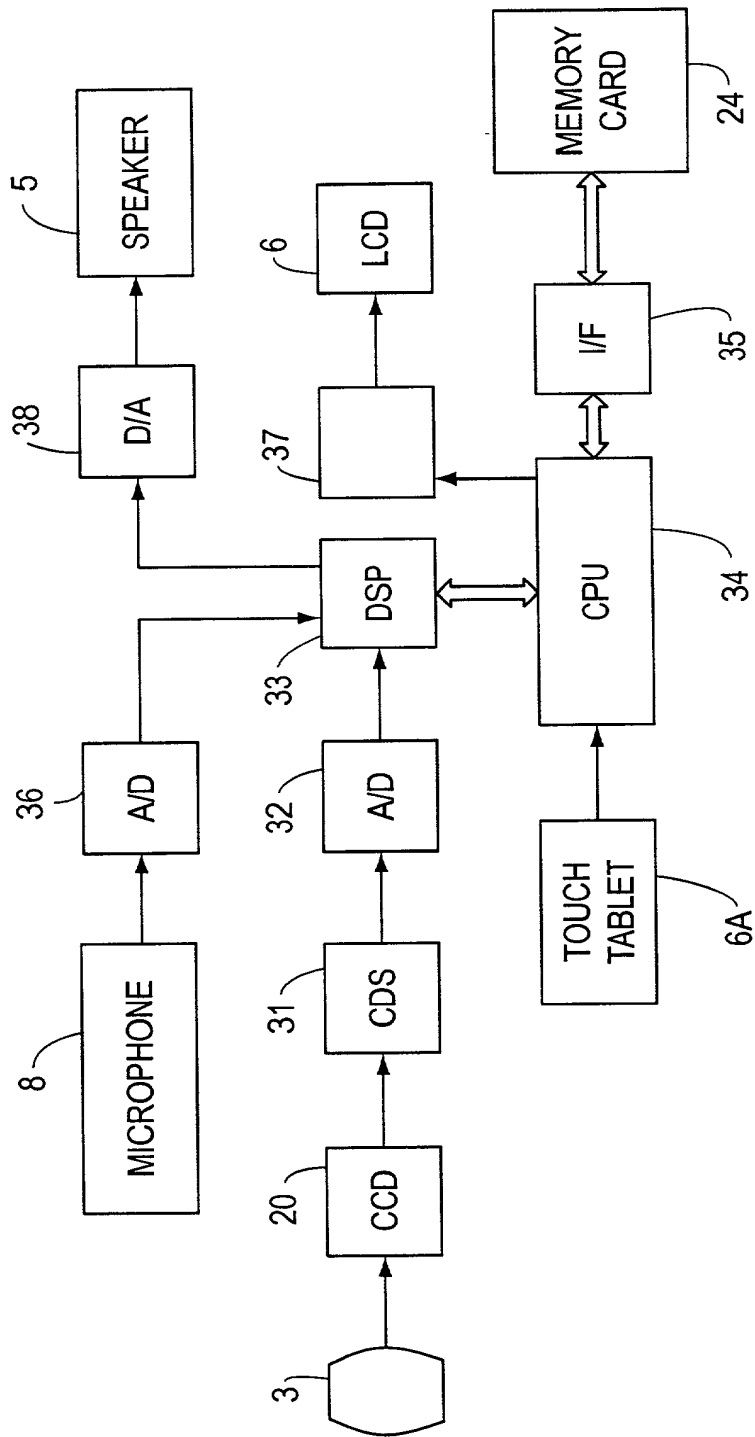 8
MICROPHONE
36
A/D
38
D/A
5
SPEAKER
3
20
CCD
31
CDS
32
A/D
33
DSP
37
6
LCD
TOUCH
TABLET
6A
CPU
34
I/F
35
MEMORY
CARD
24